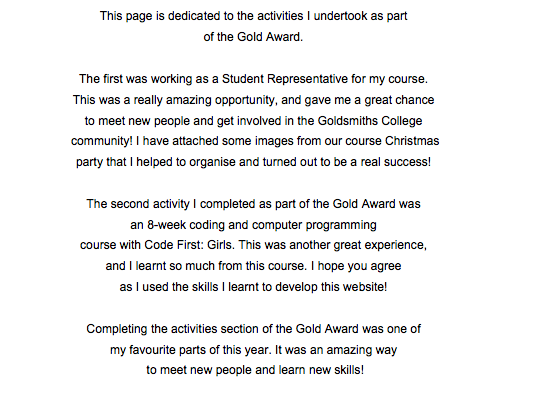 This page is dedicated to the activities I undertook as part
of the Gold Award.
The first was working as a Student Representative for my course.
This was a really amazing opportunity, and gave me a great chance
to meet new people and get involved in the Goldsmiths College
community! I have attached some images from our course Christmas
party that I helped to organise and turned out to be a real success!
The second activity I completed as part of the Gold Award was
an 8-week coding and computer programming
course with Code First: Girls. This was another great experience,
and I learnt so much from this course. I hope you agree
as I used the skills I learnt to develop this website!
Completing the activities section of the Gold Award was one of
my favourite parts of this year. It was an amazing way
to meet new people and learn new skills!